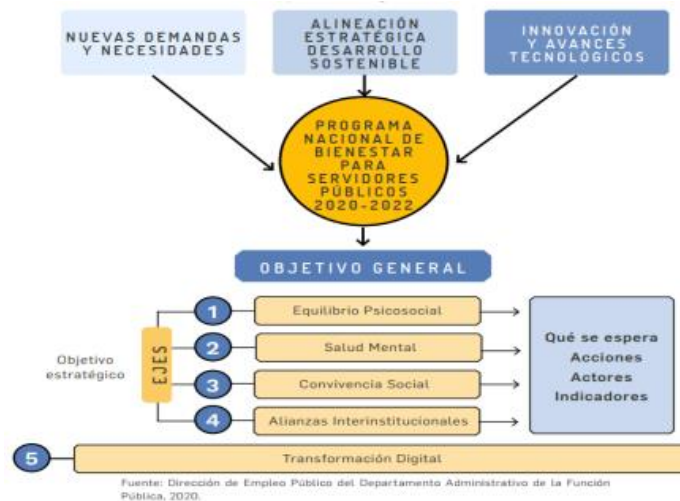 NUEVAS DEMANDAS
Y NECESIDADES
ALINEACIÓN
ESTRATÉGICA
DESARROLLO
SOSTENIBLE
INNOVACIÓN
Y AVANCES
TECNOLÓGICOS
PROGRAMA
NACIONAL DE
BIENESTAR
PARA
SERVIDORES
PÚBLICOS
2020-2022
OBJETIVO GENERAL
Objetivo
estratégico
EJES
1
Equilibrio Psicosocial
2
Salud Mental
3
Convivencia Social
4
Alianzas Interinstitucionales
Qué se espera
Acciones
Actores
Indicadores
5
Transformación Digital
Fuente: Dirección de Empleo Público del Departamento Administrativo de la Función
Pública, 2020.